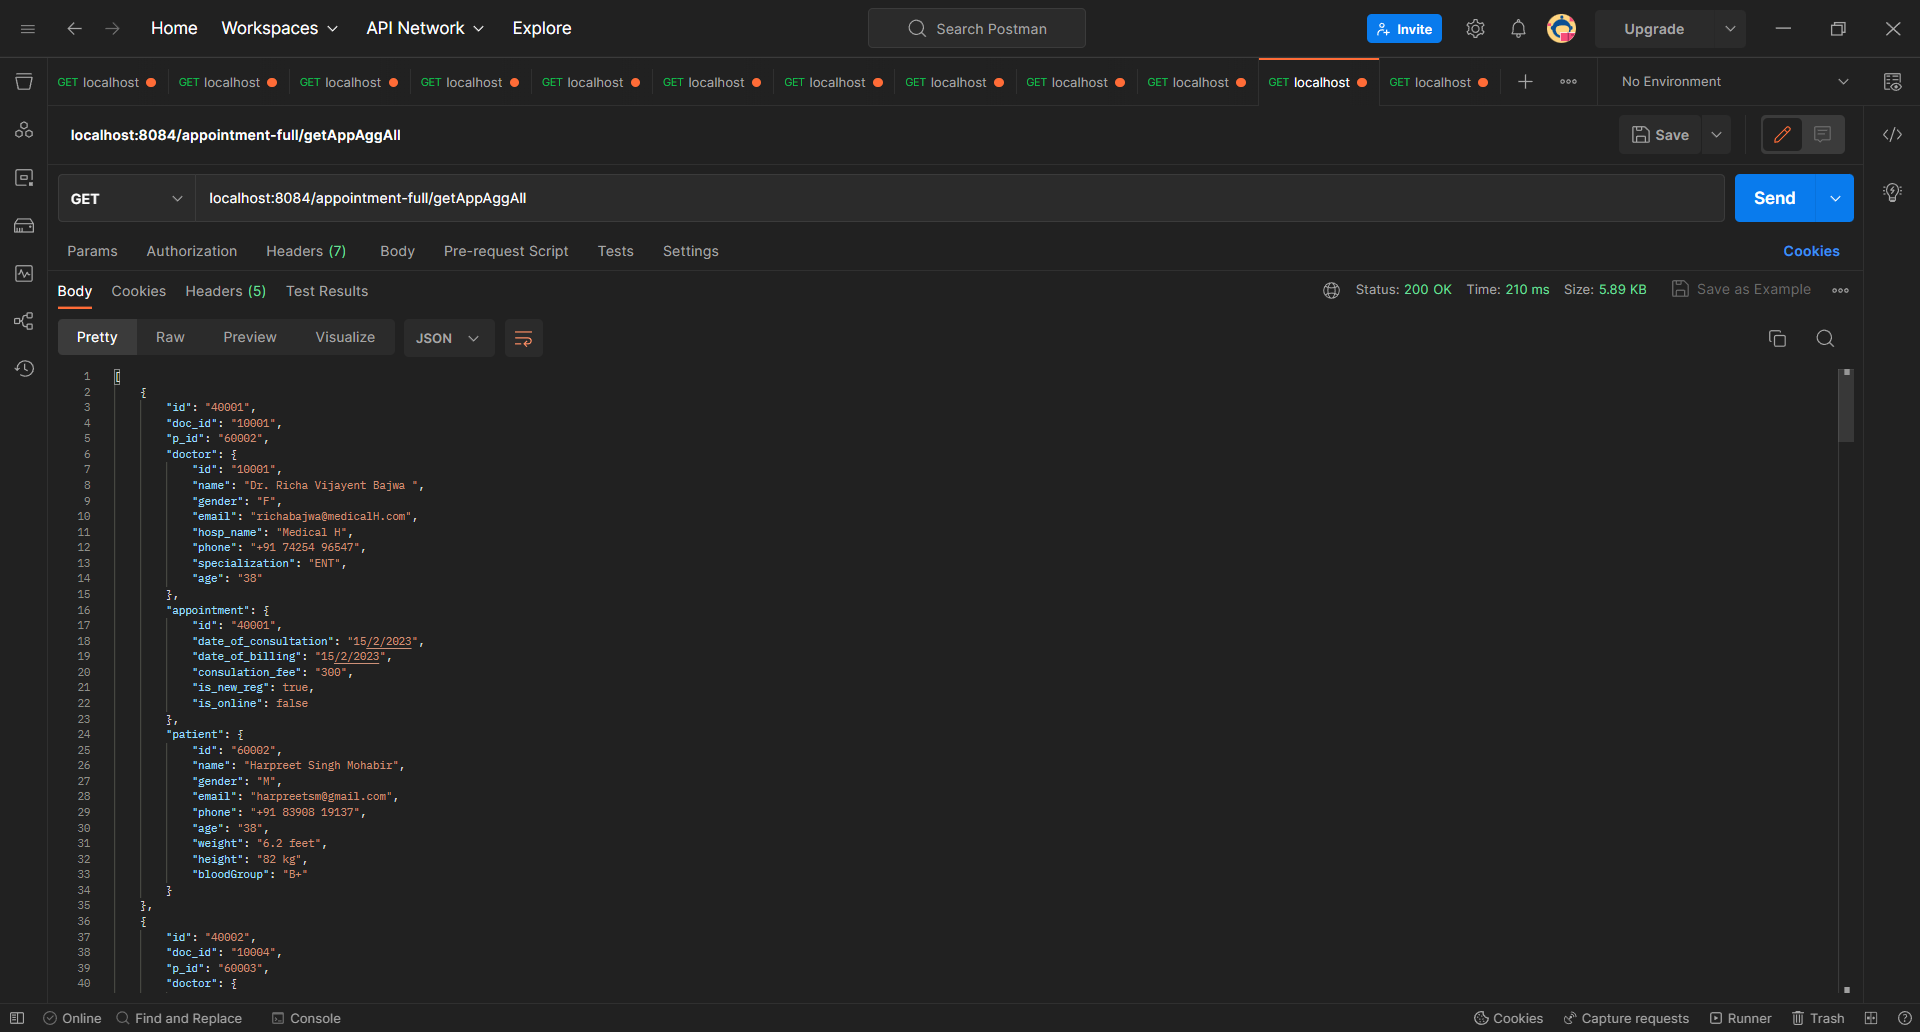 Home Workspaces API Network Explore Search Postman Invite Upgrade
GET localhost GET localhost GET localhost GET localhost GET localhost GET localhost GET localhost GET localhost GET localhost GET localhost GET localhost GET localhost No Environment
localhost:8084/appointment-full/getAppAggAll Save
GET localhost:8084/appointment-full/getAppAggAll Send
Params Authorization Headers (7) Body Pre-request Script Tests Settings Cookies
Body Cookies Headers (5) Test Results Status: 200 OK Time: 210 ms Size: 5.89 KB Save as Example
Pretty Raw Preview Visualize JSON
1 [
2 {
3 "id": "40001",
4 "doc_id": "10001",
5 "p_id": "60002",
6 "doctor": {
7 "id": "10001",
8 "name": "Dr. Richa Vijayent Bajwa ",
9 "gender": "F",
10 "email": "richabajwa@medicalH.com",
11 "hosp_name": "Medical H",
12 "phone": "+91 74254 96547",
13 "specialization": "ENT",
14 "age": "38"
15 },
16 "appointment": {
17 "id": "40001",
18 "date_of_consultation": "15/2/2023",
19 "date_of_billing": "15/2/2023",
20 "consulation_fee": "300",
21 "is_new_reg": true,
22 "is_online": false
23 },
24 "patient": {
25 "id": "60002",
26 "name": "Harpreet Singh Mohabir",
27 "gender": "M",
28 "email": "harpreetsm@gmail.com",
29 "phone": "+91 83908 19137",
30 "age": "38",
31 "weight": "6.2 feet",
32 "height": "82 kg",
33 "bloodGroup": "B+"
34 }
35 },
36 {
37 "id": "40002",
38 "doc_id": "10004",
39 "p_id": "60003",
40 "doctor": {
Online Find and Replace Console Cookies Capture requests Runner Trash